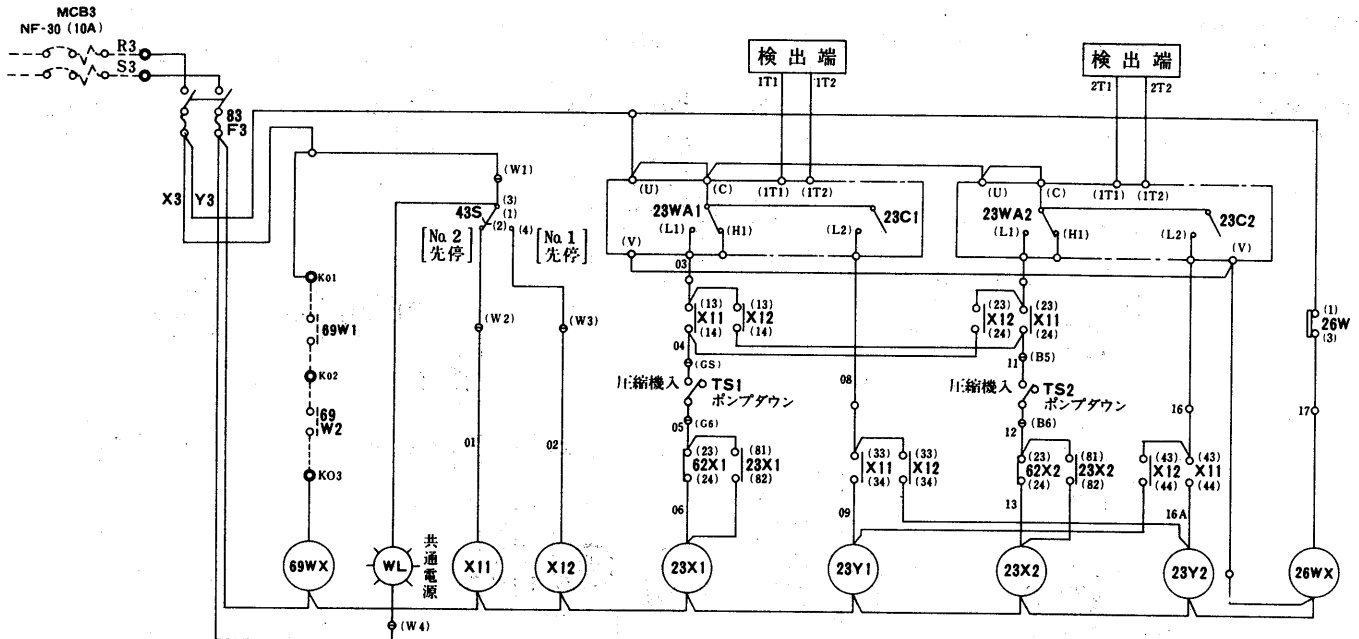 MCB3
NF-30 (10A)
R3
S3
83
F3
X3 Y3
検出端
1T1 1T2
検出端
2T1 2T2
(W1)
(3)
43S (1)
(2) (4)
[No.2
先停]
[No.1
先停]
(U) (C) (1T1) (1T2)
23WA1 23C1
(L1) (H1) (L2)
(V)
(U) (C) (1T1) (1T2)
23WA2 23C2
(L1) (H1) (L2)
(V)
03
K01
69W1
K02
69
W2
KO3
(W2) (W3)
01 02
(13) (13)
X11 X12
(14) (14)
04
(GS)
圧縮機入 TS1
ポンプダウン
05 (G6)
(23) (81)
62X1 23X1
(24) (82)
06
08
(33) (33)
X11 X12
(34) (34)
09
(23) (23)
X12 X11
(24) (24)
11 (B5)
圧縮機入 TS2
ポンプダウン
12 (B6)
(23) (81)
62X2 23X2
(24) (82)
13
16
(43) (43)
X12 X11
(44) (44)
16A
(1)
26W
(3)
17
69WX
WL
共通電源
X11
X12
23X1
23Y1
23X2
23Y2
26WX
(W4)